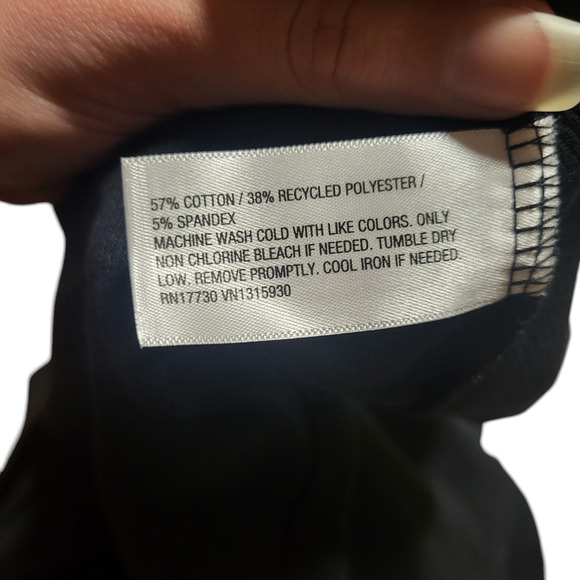 57% COTTON / 38% RECYCLED POLYESTER /
5% SPANDEX
MACHINE WASH COLD WITH LIKE COLORS. ONLY
NON CHLORINE BLEACH IF NEEDED. TUMBLE DRY
LOW. REMOVE PROMPTLY. COOL IRON IF NEEDED.
RN17730 VN1315930